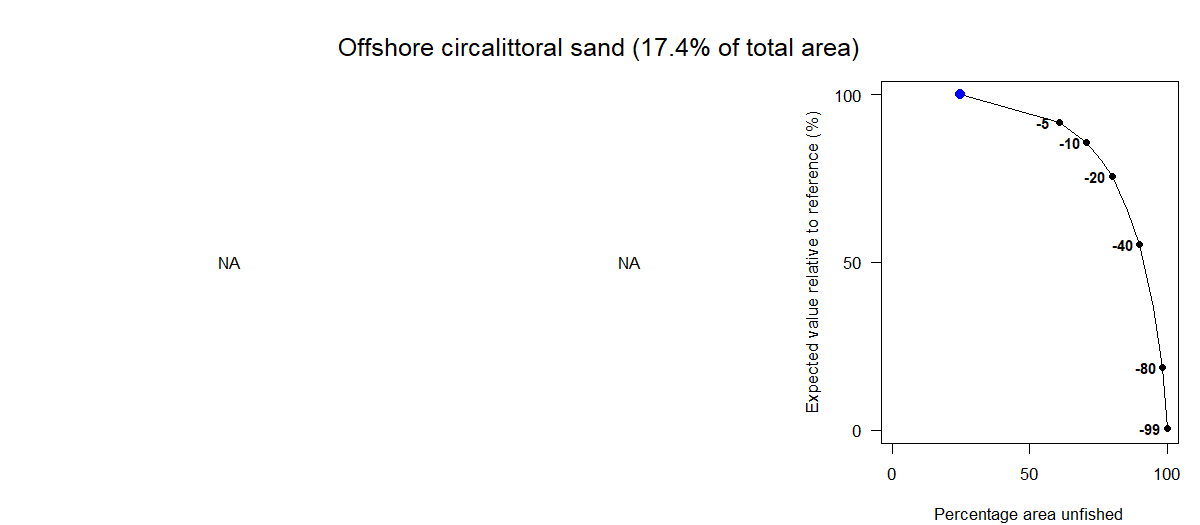 Offshore circalittoral sand (17.4% of total area)
NA
NA
Expected value relative to reference (%)
100
50
0
-5
-10
-20
-40
-80
-99
0 50 100
Percentage area unfished